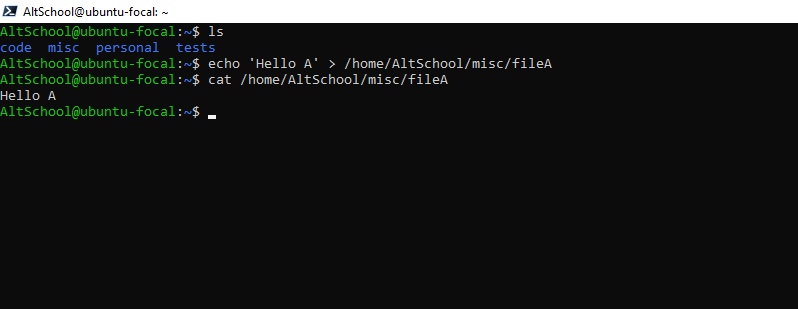 AltSchool@ubuntu-focal: ~
AltSchool@ubuntu-focal:~$ ls
code  misc  personal  tests
AltSchool@ubuntu-focal:~$ echo 'Hello A' > /home/AltSchool/misc/fileA
AltSchool@ubuntu-focal:~$ cat /home/AltSchool/misc/fileA
Hello A
AltSchool@ubuntu-focal:~$